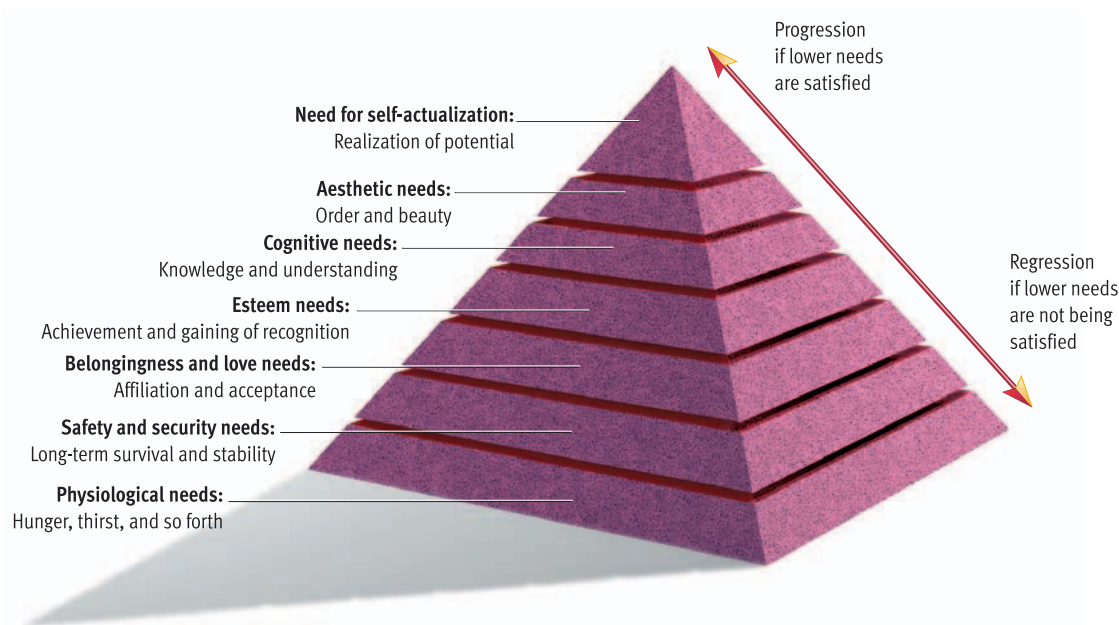 Progression
if lower needs
are satisfied
Need for self-actualization:
Realization of potential
Aesthetic needs:
Order and beauty
Cognitive needs:
Knowledge and understanding
Esteem needs:
Achievement and gaining of recognition
Belongingness and love needs:
Affiliation and acceptance
Safety and security needs:
Long-term survival and stability
Physiological needs:
Hunger, thirst, and so forth
Regression
if lower needs
are not being
satisfied